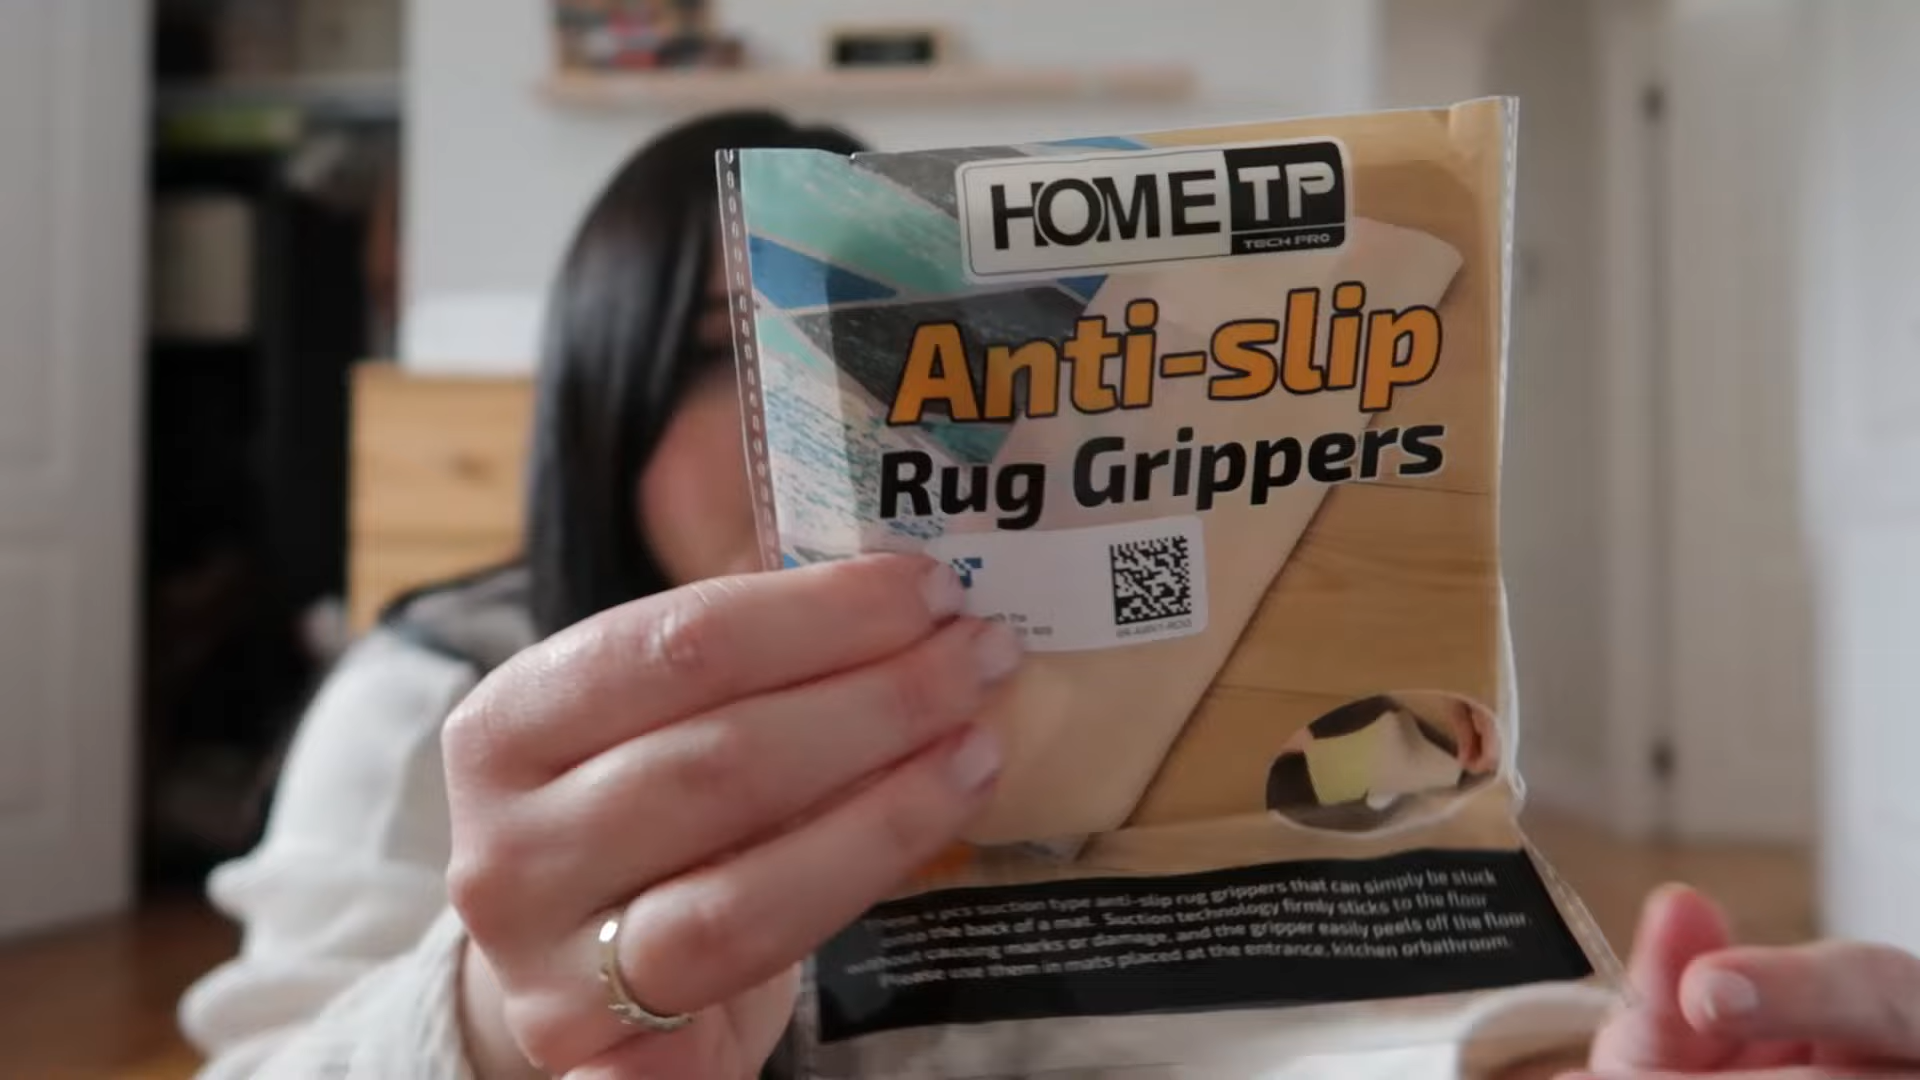 HOME TP
TECH PRO
Anti-slip
Rug Grippers
with the
4 pcs suction type anti-slip rug grippers that can simply be stuck
onto the back of a mat. Suction technology firmly sticks to the floor
without causing marks or damage, and the gripper easily peels off the floor.
Please use them in mats placed at the entrance, kitchen orbathroom.